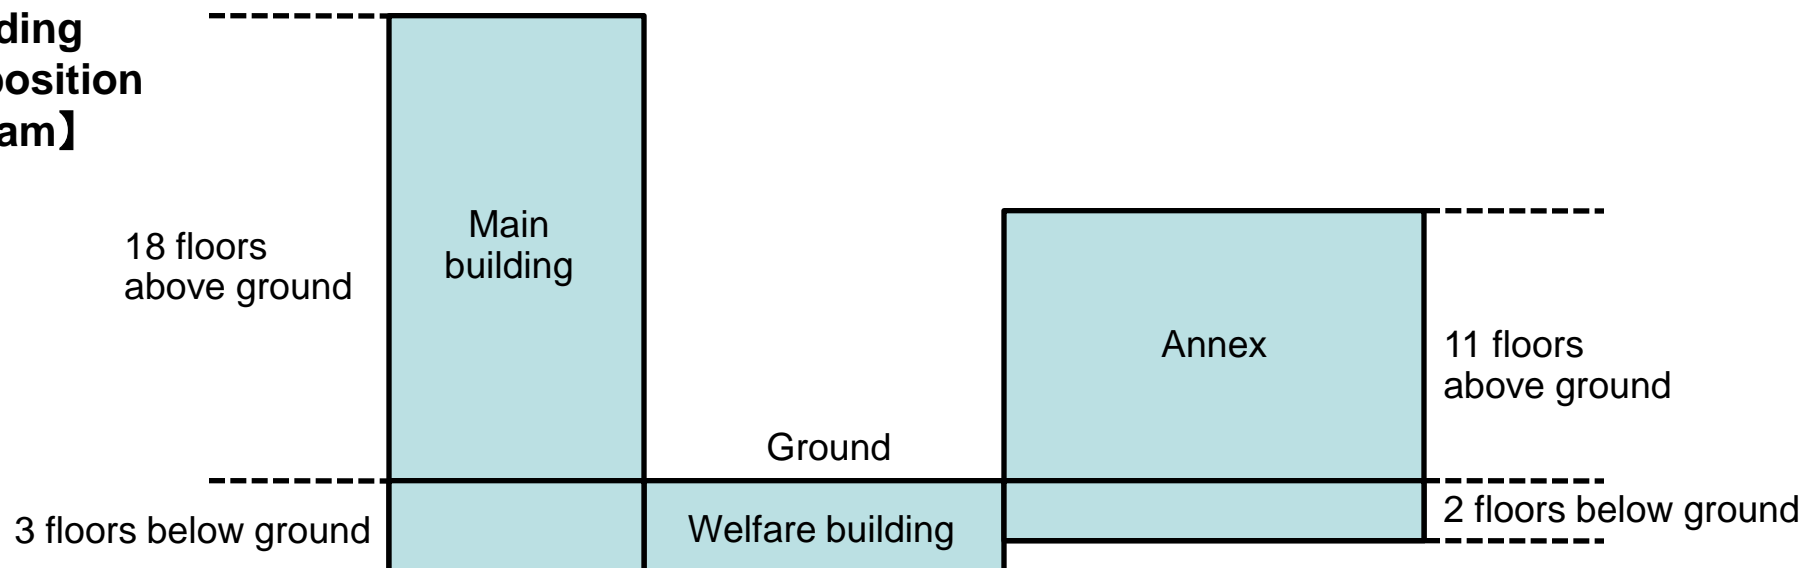 ding
position
am】
18 floors
above ground
Main
building
Annex
11 floors
above ground
Ground
3 floors below ground
Welfare building
2 floors below ground